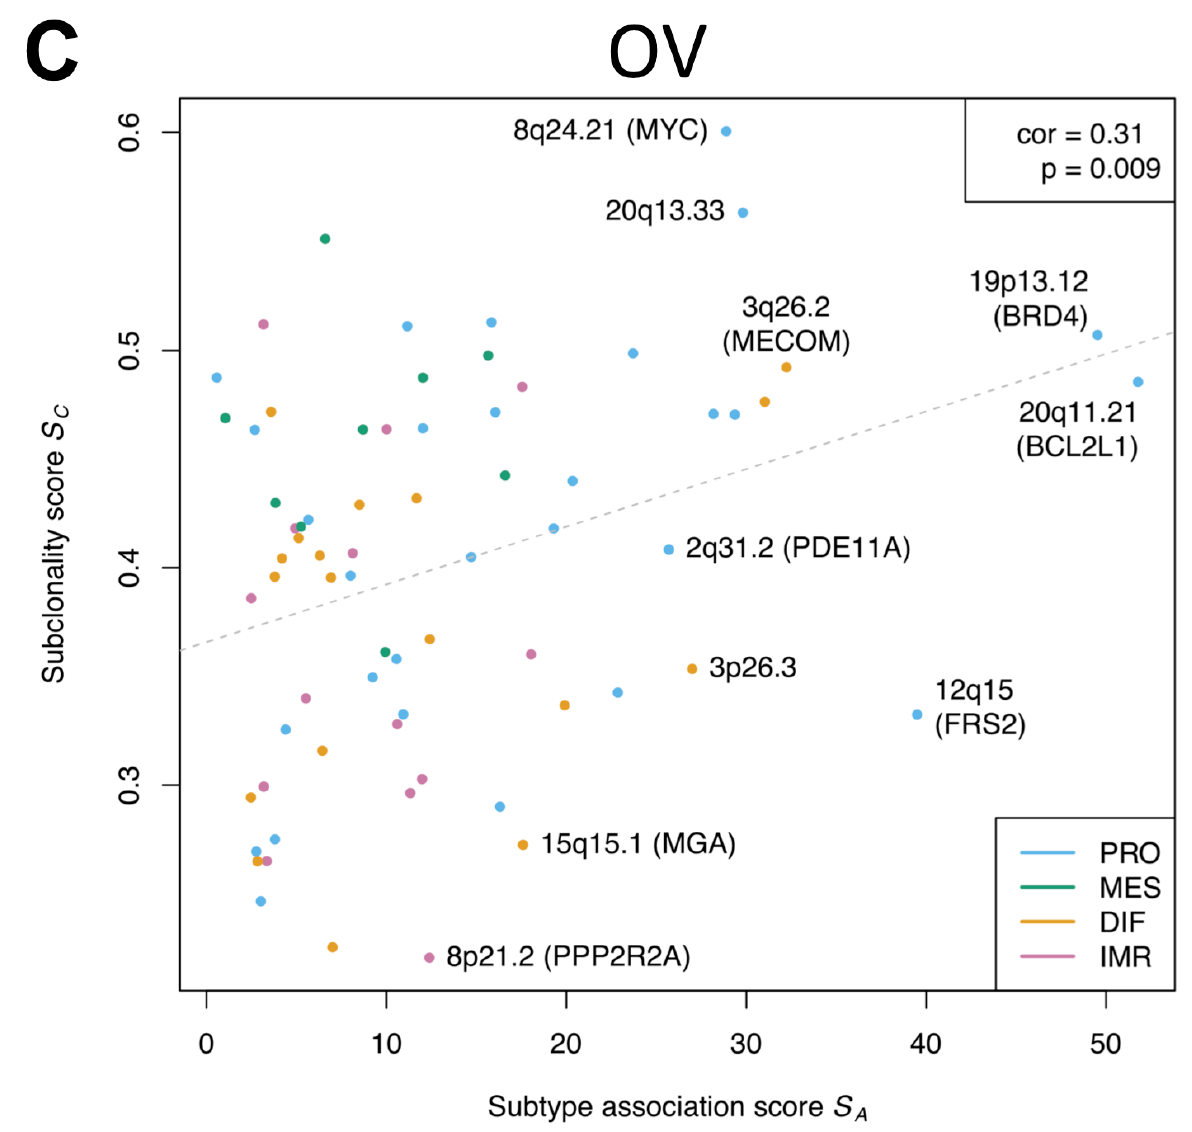 C
OV
8q24.21 (MYC)
cor = 0.31
p = 0.009
20q13.33
19p13.12
(BRD4)
3q26.2
(MECOM)
20q11.21
(BCL2L1)
2q31.2 (PDE11A)
3p26.3
12q15
(FRS2)
15q15.1 (MGA)
8p21.2 (PPP2R2A)
PRO
MES
DIF
IMR
0.6
0.5
0.4
0.3
Subclonality score S_C
0 10 20 30 40 50
Subtype association score S_A